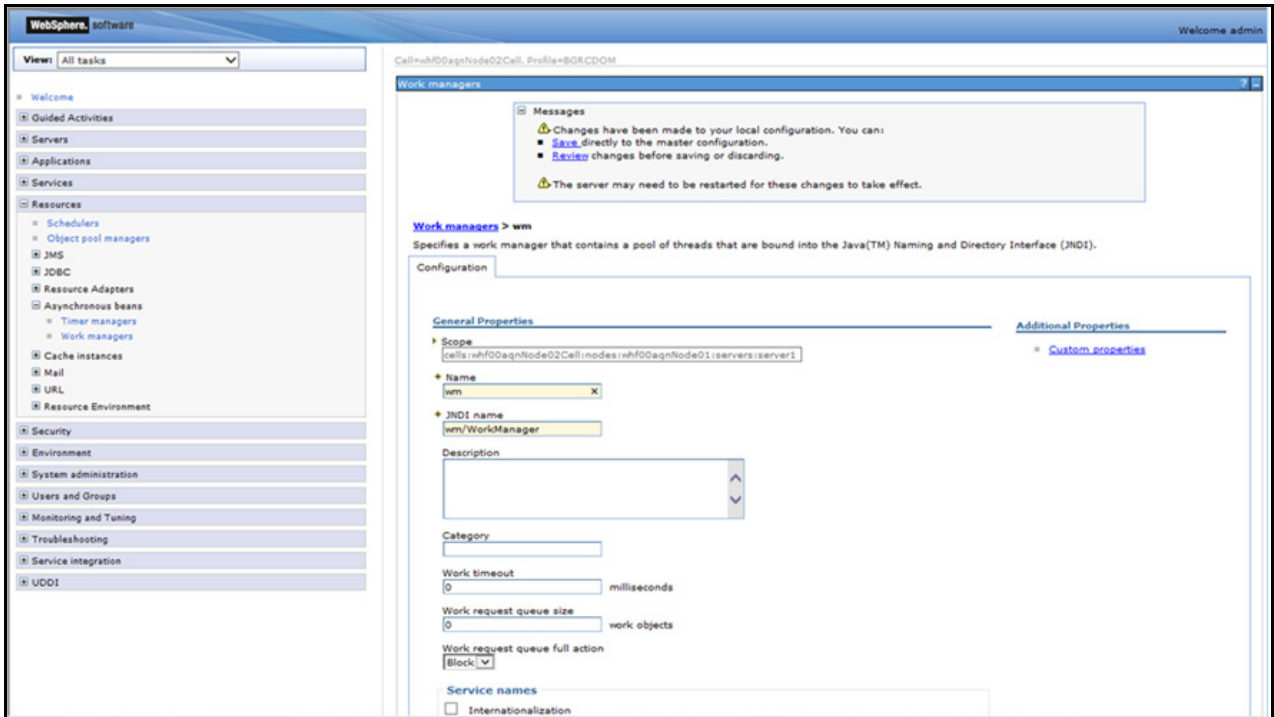 WebSphere. software
Welcome admin
View: All tasks
Cell=whf00aqnNode02Cell, Profile=BGRCDOM
Welcome
Guided Activities
Servers
Applications
Services
Resources
Schedulers
Object pool managers
JMS
JDBC
Resource Adapters
Asynchronous beans
Timer managers
Work managers
Cache instances
Mail
URL
Resource Environment
Security
Environment
System administration
Users and Groups
Monitoring and Tuning
Troubleshooting
Service integration
UDDI
Work managers
? -
Messages
Changes have been made to your local configuration. You can:
Save directly to the master configuration.
Review changes before saving or discarding.
The server may need to be restarted for these changes to take effect.
Work managers > wm
Specifies a work manager that contains a pool of threads that are bound into the Java(TM) Naming and Directory Interface (JNDI).
Configuration
General Properties
Scope
cells:whf00aqnNode02Cell:nodes:whf00aqnNode01:servers:server1
Name
wm
JNDI name
wm/WorkManager
Description
Category
Work timeout
0 milliseconds
Work request queue size
0 work objects
Work request queue full action
Block
Service names
Internationalization
Additional Properties
Custom properties